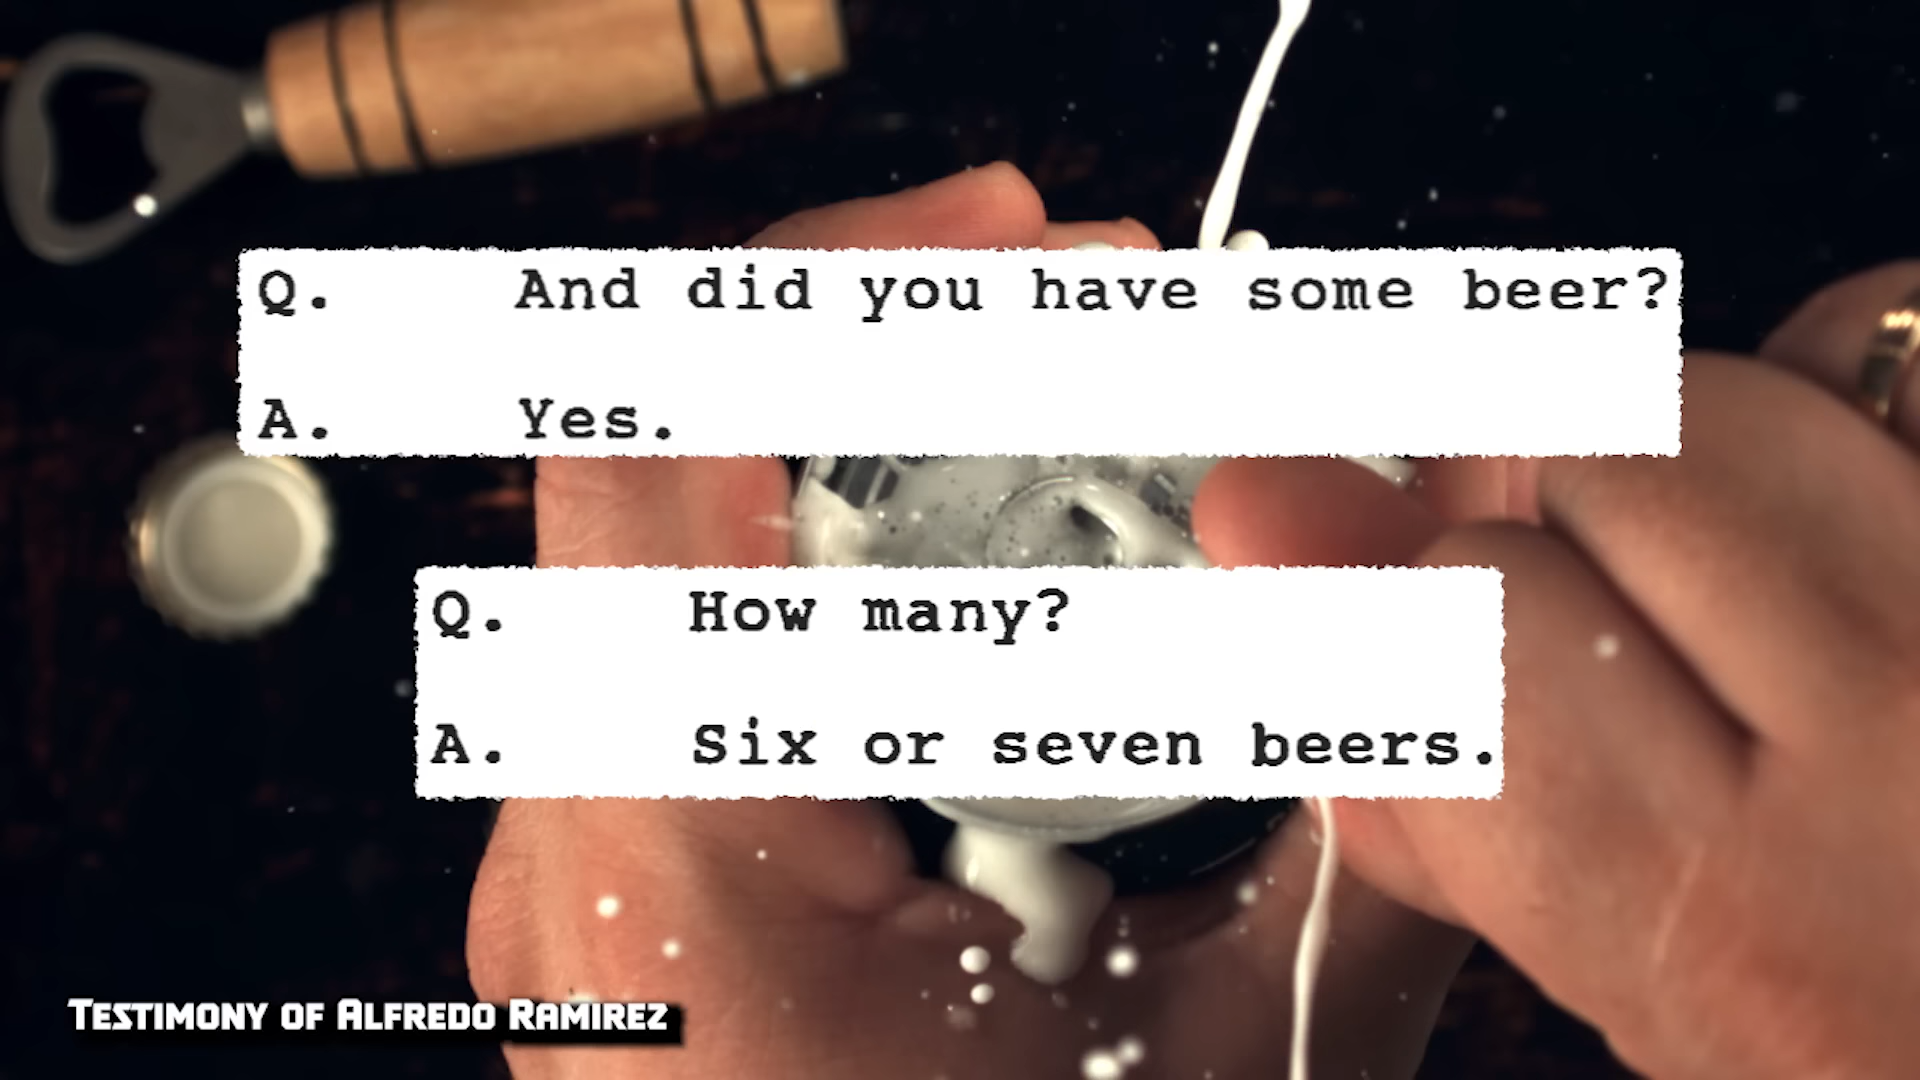 Q. And did you have some beer?
A. Yes.
Q. How many?
A. Six or seven beers.
Testimony of Alfredo Ramirez